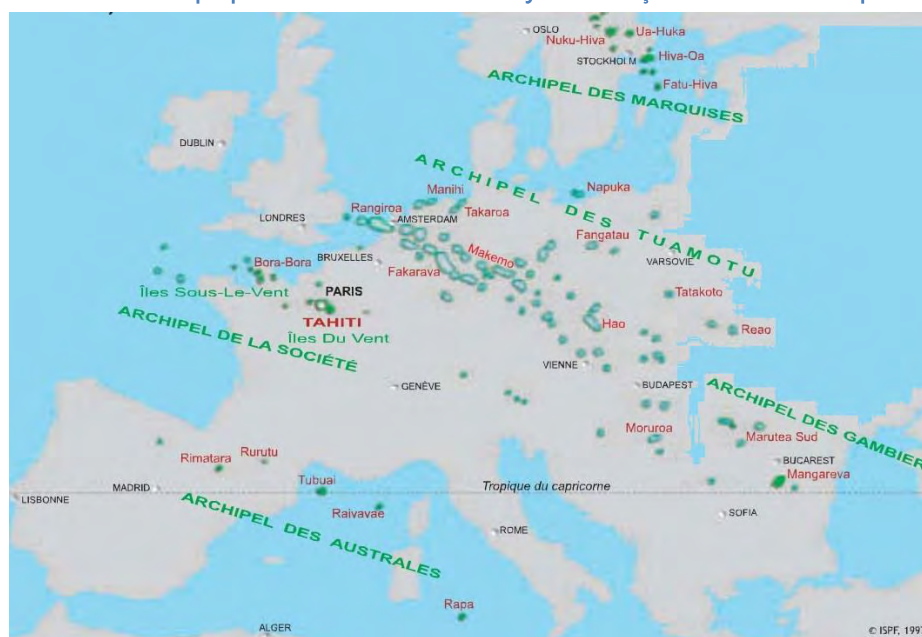 OSLO
Nuku-Hiva
Ua-Huka
STOCKHOLM
Hiva-Oa
Fatu-Hiva
ARCHIPEL DES MARQUISES
DUBLIN
ARCHIPEL DES TUAMOTU
Manihi
Napuka
Rangiroa
Takaroa
LONDRES
AMSTERDAM
Fangatau
BRUXELLES
Makemo
VARSOVIE
Bora-Bora
Fakarava
Îles Sous-Le-Vent
PARIS
Tatakoto
TAHITI
Hao
Reao
Îles Du Vent
ARCHIPEL DE LA SOCIÉTÉ
VIENNE
GENÈVE
BUDAPEST
ARCHIPEL DES GAMBIER
Moruroa
Marutea Sud
Rurutu
Rimatara
BUCAREST
Mangareva
MADRID
Tubuai
Tropique du capricorne
LISBONNE
Raivavae
SOFIA
ARCHIPEL DES AUSTRALES
ROME
Rapa
ALGER
© ISPF, 199